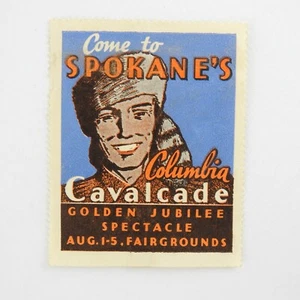 Come to
SPOKANE'S
Columbia
Cavalcade
GOLDEN JUBILEE
SPECTACLE
AUG. 1-5, FAIRGROUNDS